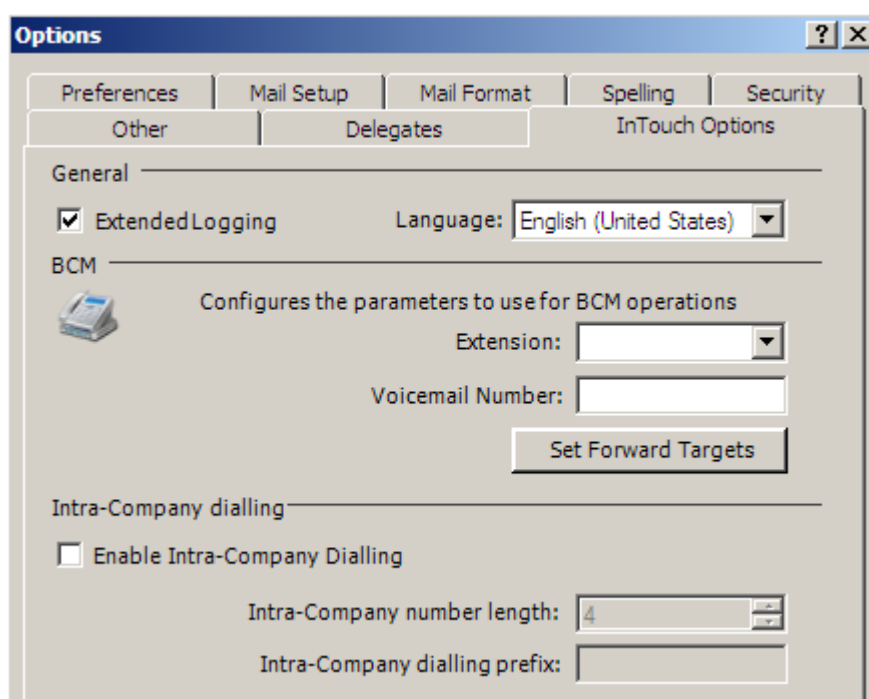 Options
Preferences Mail Setup Mail Format Spelling Security
Other Delegates InTouch Options
General
Extended Logging Language: English (United States)
BCM
Configures the parameters to use for BCM operations
Extension:
Voicemail Number:
Set Forward Targets
Intra-Company dialling
Enable Intra-Company Dialling
Intra-Company number length: 4
Intra-Company dialling prefix: